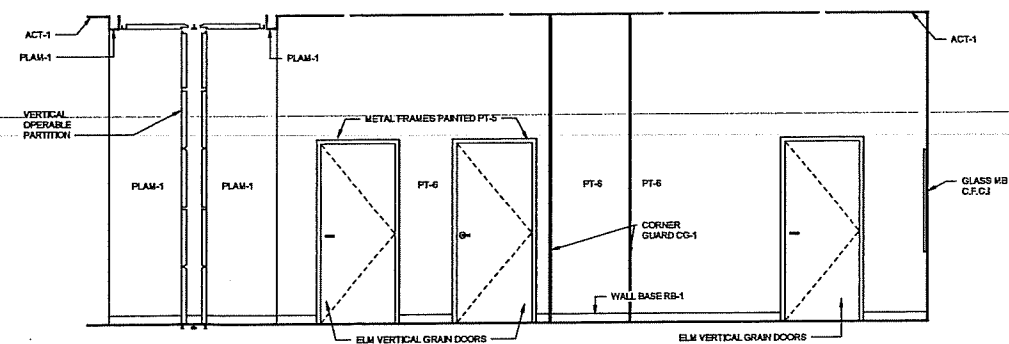 ACT-1
PLAM-1
PLAM-1
ACT-1
VERTICAL
OPERABLE
PARTITION
METAL FRAMES PAINTED PT-5
PLAM-1
PLAM-1
PT-6
PT-6
PT-6
GLASS MB
C.F.C.I
CORNER
GUARD CG-1
WALL BASE RB-1
ELM VERTICAL GRAIN DOORS
ELM VERTICAL GRAIN DOORS